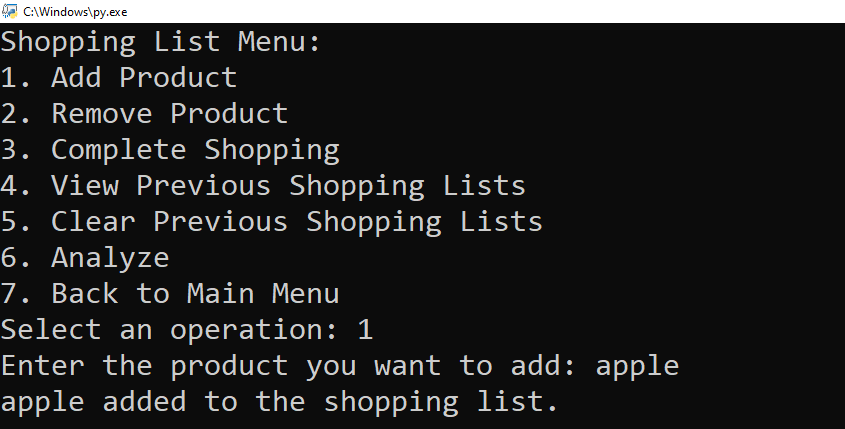 C:\Windows\py.exe
Shopping List Menu:
1. Add Product
2. Remove Product
3. Complete Shopping
4. View Previous Shopping Lists
5. Clear Previous Shopping Lists
6. Analyze
7. Back to Main Menu
Select an operation: 1
Enter the product you want to add: apple
apple added to the shopping list.